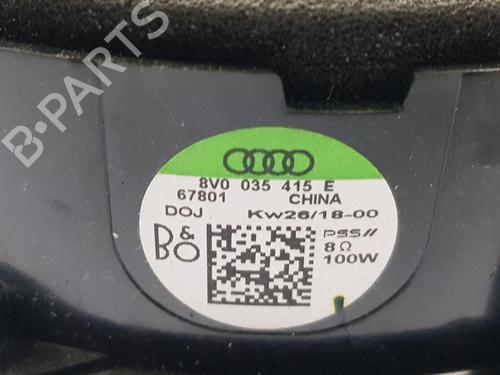 B-PARTS
8V0 035 415 E
67801 CHINA
DOJ KW26/18-00
B&O PSS//
8Ω
100W